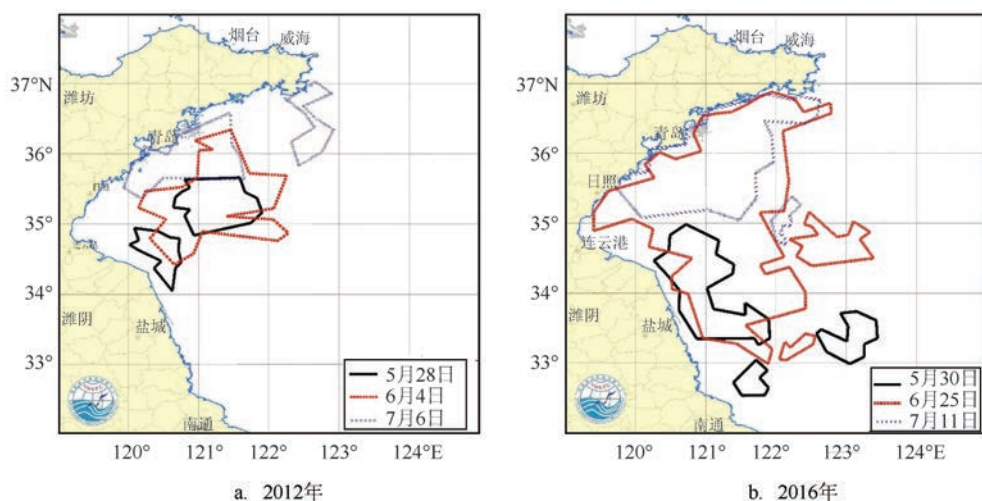 烟台 威海
37°N
潍坊
青岛
36°
35°
34°
潍阴
盐城
33°
5月28日
6月4日
7月6日
南通
120° 121° 122° 123° 124°E
a. 2012年
烟台 威海
37°N
潍坊
青岛
36°
日照
35°
连云港
34°
潍阴
盐城
33°
5月30日
6月25日
7月11日
南通
120° 121° 122° 123° 124°E
b. 2016年